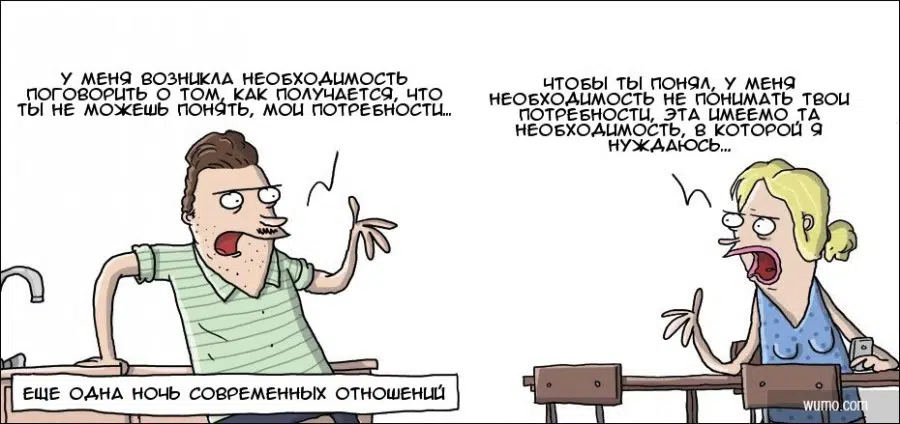 У МЕНЯ ВОЗНИКЛА НЕОБХОДИМОСТЬ
ПОГОВОРИТЬ О ТОМ, КАК ПОЛУЧАЕТСЯ, ЧТО
ТЫ НЕ МОЖЕШЬ ПОНЯТЬ, МОИ ПОТРЕБНОСТИ...
ЧТОБЫ ТЫ ПОНЯЛ, У МЕНЯ
НЕОБХОДИМОСТЬ НЕ ПОНИМАТЬ ТВОИ
ПОТРЕБНОСТИ, ЭТА ИМЕЕМО ТА
НЕОБХОДИМОСТЬ, В КОТОРОЙ Я
НУЖДАЮСЬ...
ЕЩЕ ОДНА НОЧЬ СОВРЕМЕННЫХ ОТНОШЕНИЙ
wumo.com